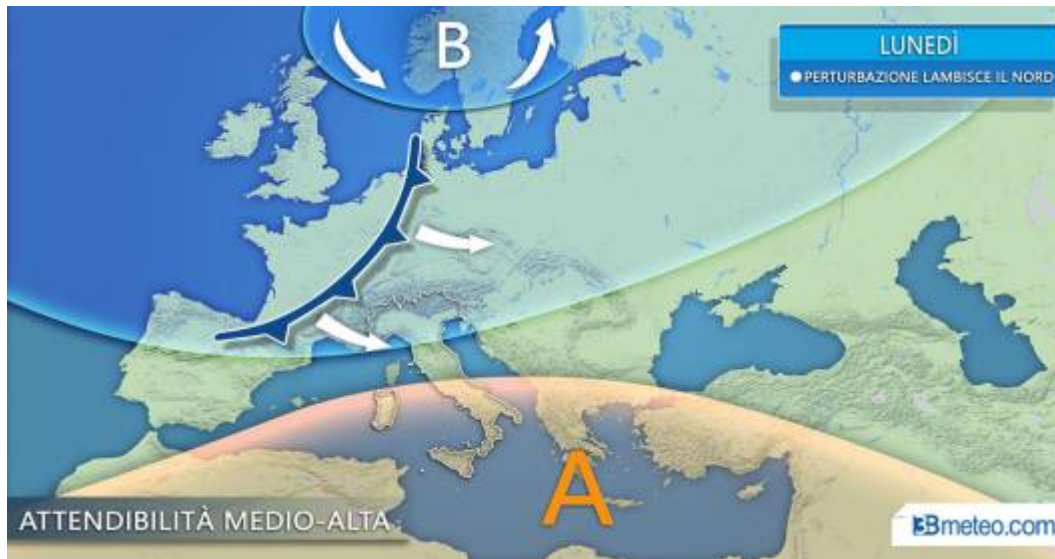 B
LUNEDÌ
PERTURBAZIONE LAMBISCE IL NORD
A
ATTENDIBILITÀ MEDIO-ALTA
3Bmeteo.com